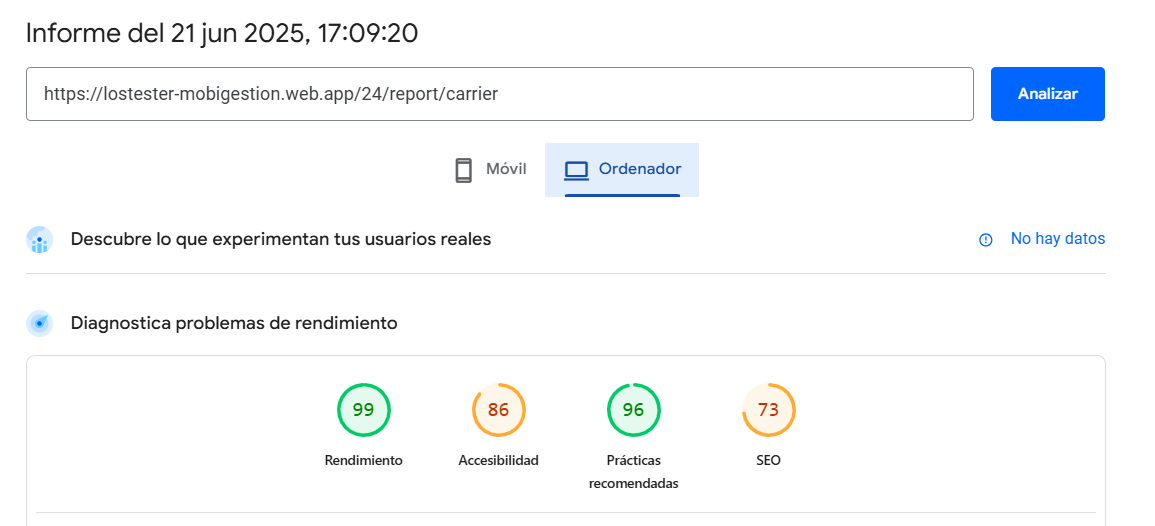 Informe del 21 jun 2025, 17:09:20
https://lostester-mobigestion.web.app/24/report/carrier
Analizar
Móvil
Ordenador
Descubre lo que experimentan tus usuarios reales
No hay datos
Diagnostica problemas de rendimiento
99
86
96
73
Rendimiento
Accesibilidad
Prácticas
recomendadas
SEO